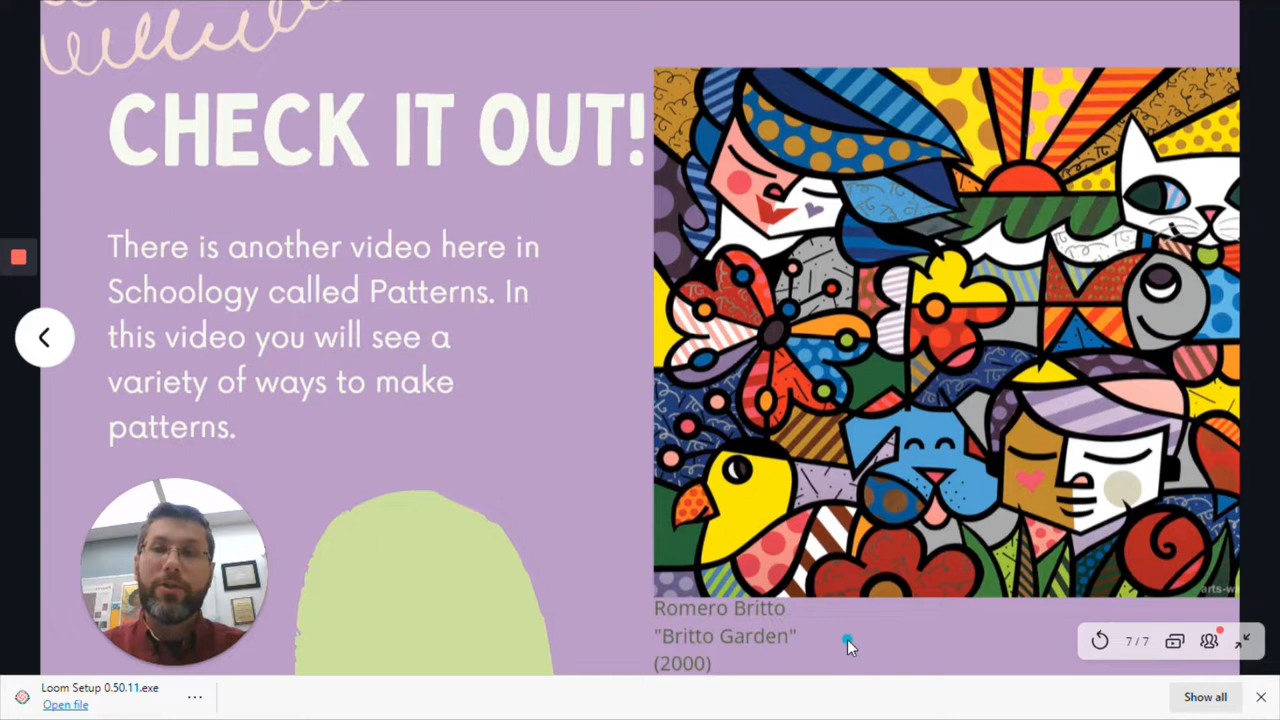 CHECK IT OUT!
There is another video here in
Schoology called Patterns. In
this video you will see a
variety of ways to make
patterns.
arts-w
Romero Britto
"Britto Garden"
(2000)
7 / 7
Loom Setup 0.50.11.exe
Open file
Show all